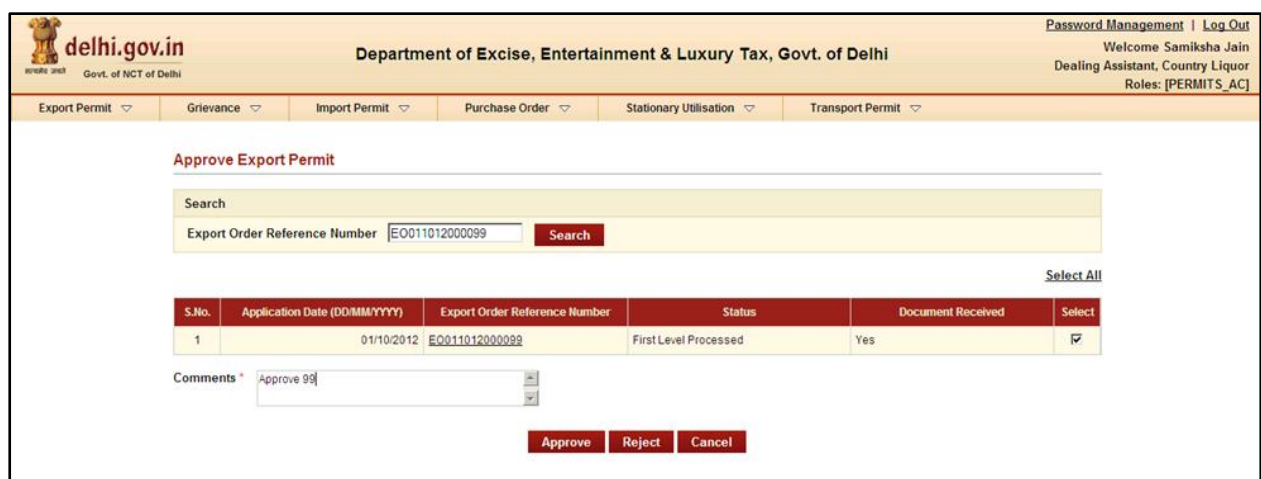 Password Management | Log Out
delhi.gov.in
Govt. of NCT of Delhi
सत्यमेव जयते
Department of Excise, Entertainment & Luxury Tax, Govt. of Delhi
Welcome Samiksha Jain
Dealing Assistant, Country Liquor
Roles: [PERMITS_AC]
Export Permit Grievance Import Permit Purchase Order Stationary Utilisation Transport Permit
Approve Export Permit
Search
Export Order Reference Number EO011012000099 Search
Select All
S.No. Application Date (DD/MM/YYYY) Export Order Reference Number Status Document Received Select
1 01/10/2012 EO011012000099 First Level Processed Yes
Comments * Approve 99
Approve Reject Cancel